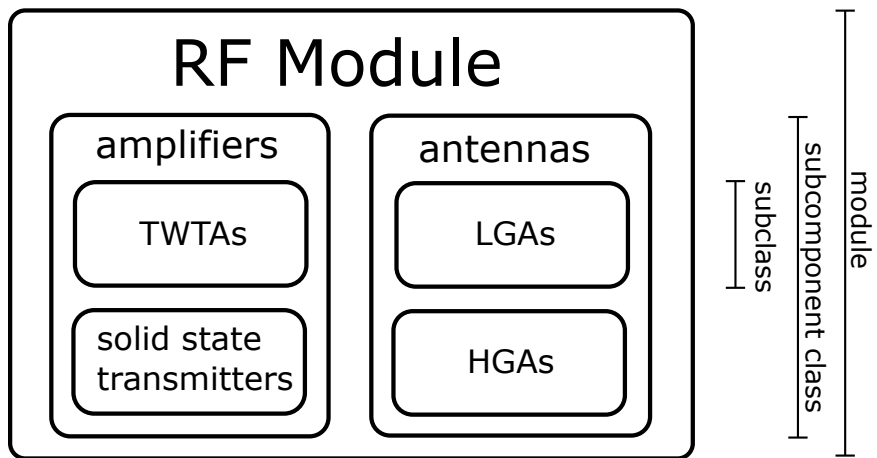 RF Module
amplifiers
TWTAs
solid state
transmitters
antennas
LGAs
HGAs
subclass
subcomponent class
module